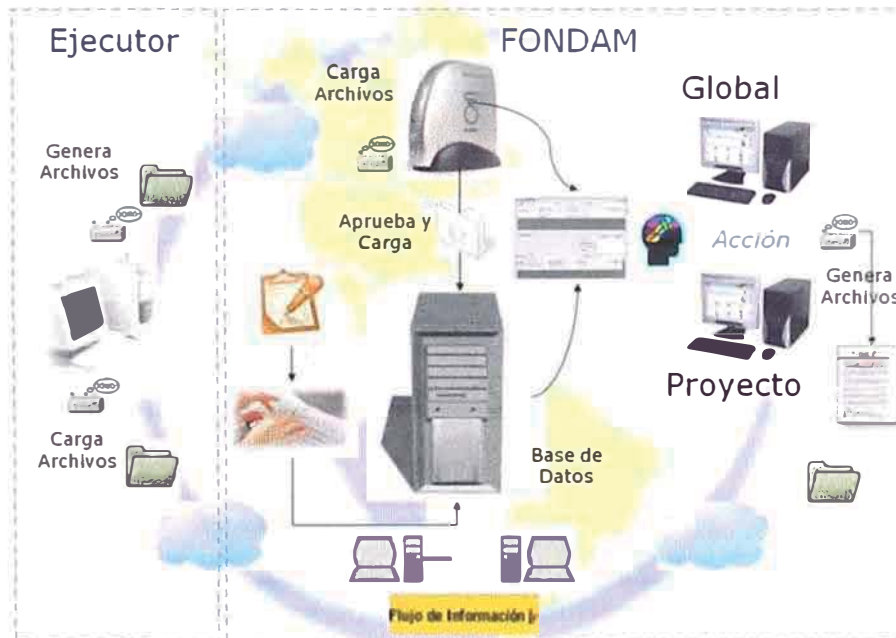 Ejecutor
FONDAM
Carga
Archivos
Global
Genera
Archivos
Aprueba y
Carga
Acción
Genera
Archivos
Proyecto
Carga
Archivos
Base de
Datos
Flujo de Información